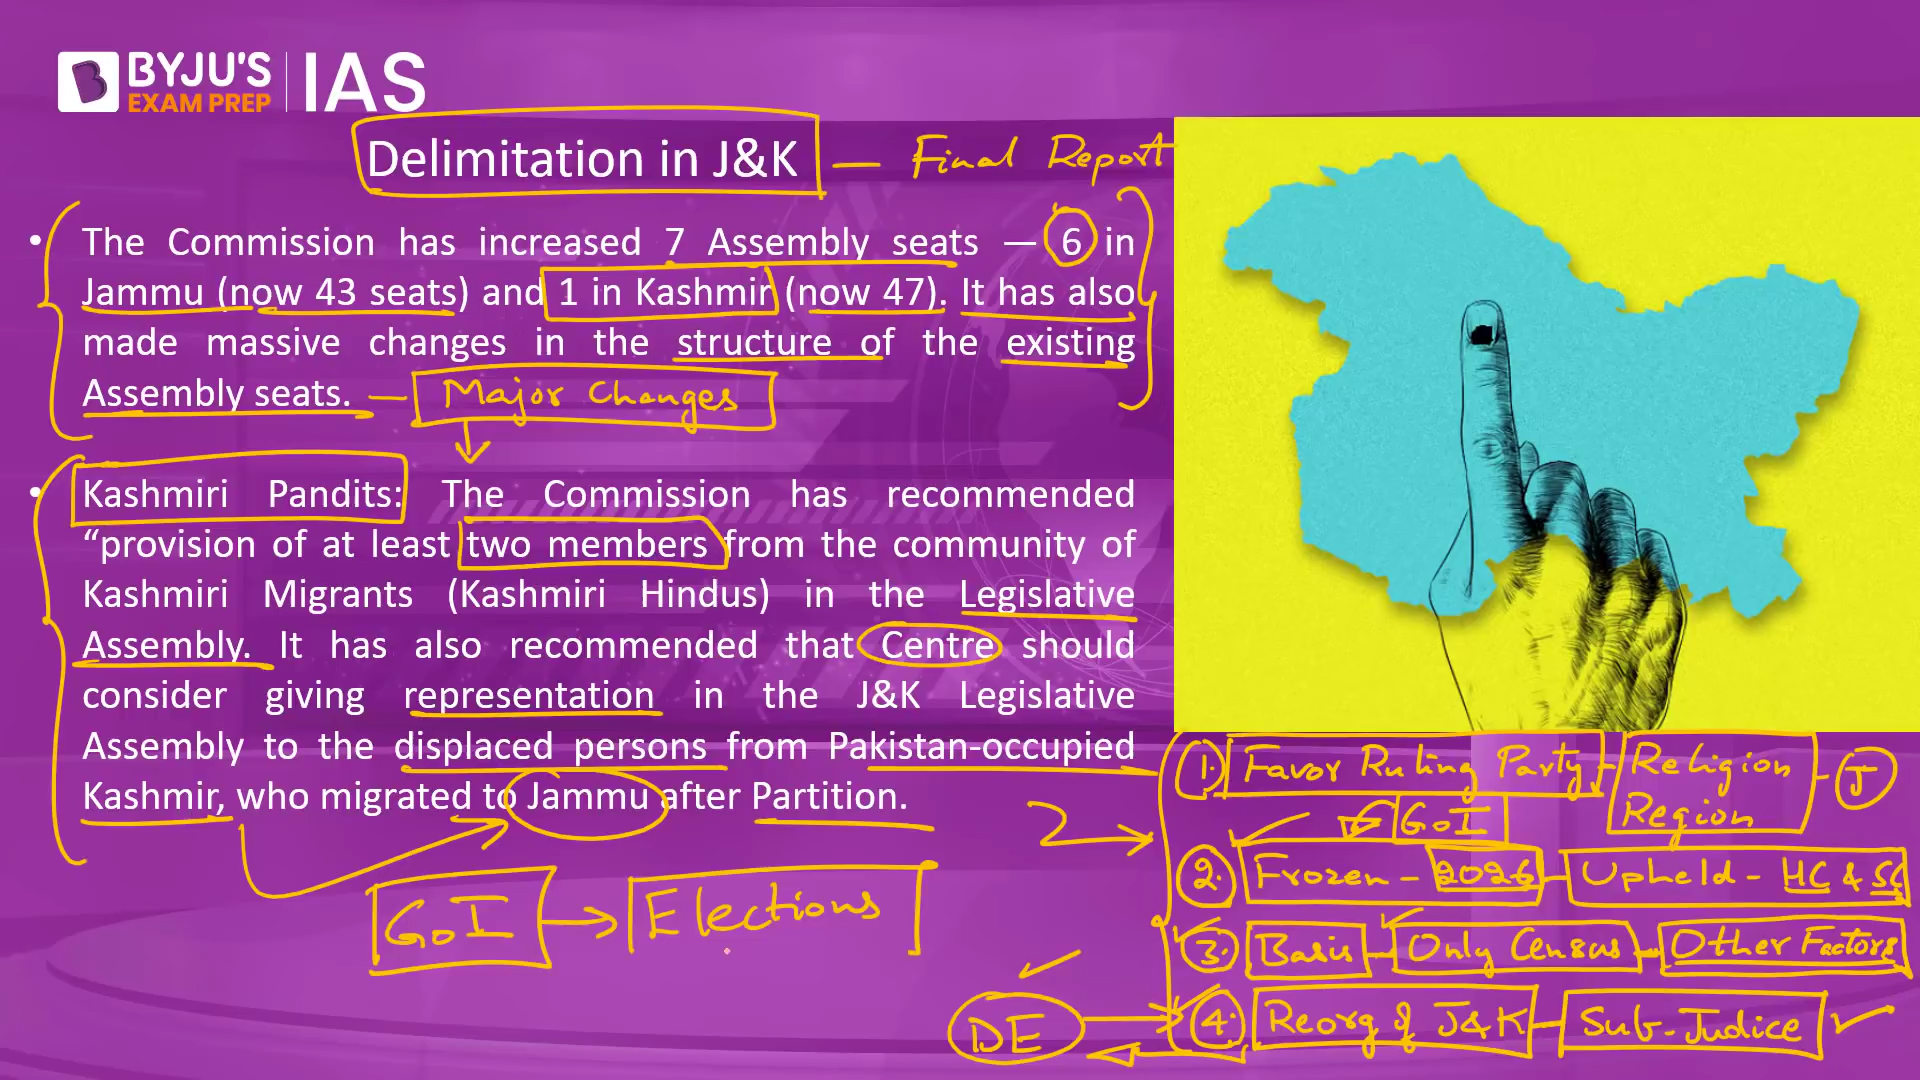 BYJU'S
EXAM PREP
IAS
Delimitation in J&K — Final Report
• The Commission has increased 7 Assembly seats — 6 in
Jammu (now 43 seats) and 1 in Kashmir (now 47). It has also
made massive changes in the structure of the existing
Assembly seats. — Major Changes
• Kashmiri Pandits: The Commission has recommended
“provision of at least two members from the community of
Kashmiri Migrants (Kashmiri Hindus) in the Legislative
Assembly. It has also recommended that Centre should
consider giving representation in the J&K Legislative
Assembly to the displaced persons from Pakistan-occupied
Kashmir, who migrated to Jammu after Partition.
GoI → Elections
1. Favor Ruling Party - Religion - J
Region
GoI
2. Frozen - 2026 - Upheld - HC & SC
3. Basis - Only Census - Other Factors
DE → 4. Reorg of J&K - Sub-Judice